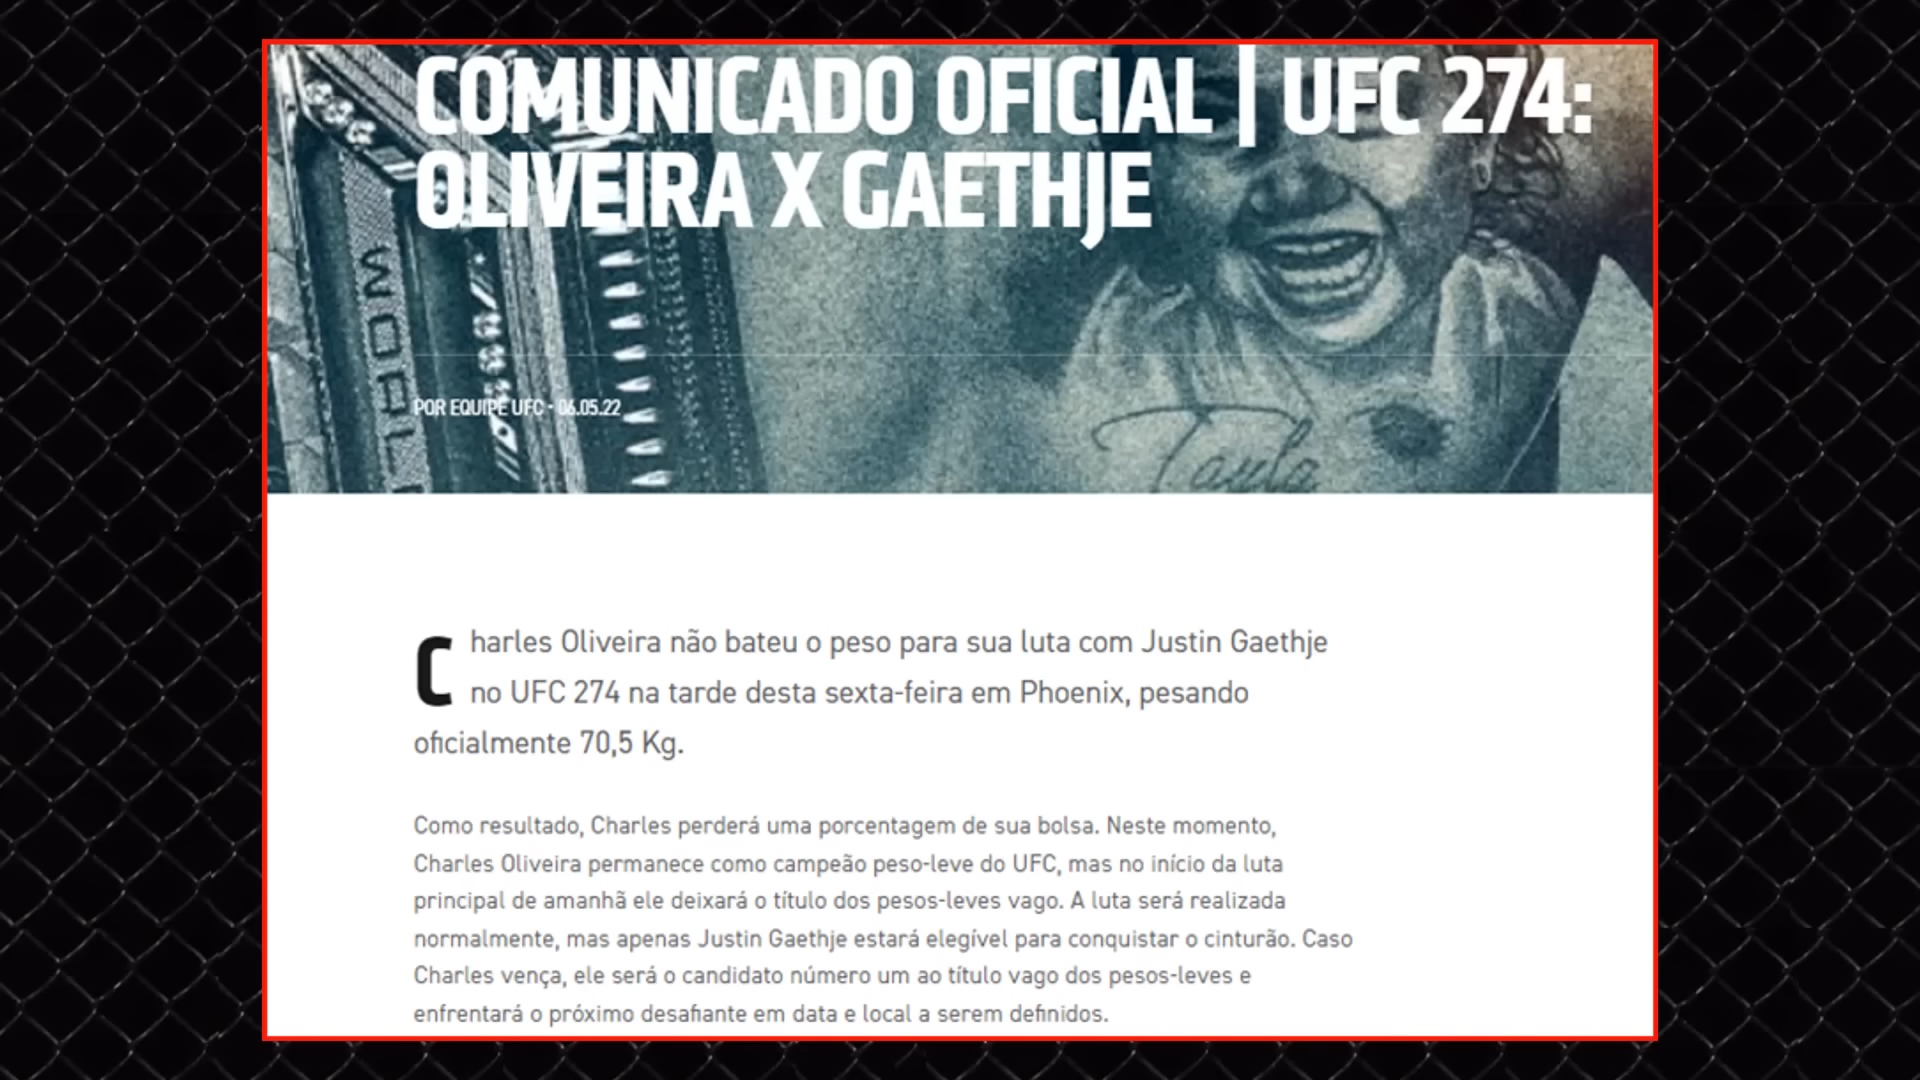 COMUNICADO OFICIAL | UFC 274:
OLIVEIRA X GAETHJE
POR EQUIPE UFC • 06.05.22
Paula
Charles Oliveira não bateu o peso para sua luta com Justin Gaethje
no UFC 274 na tarde desta sexta-feira em Phoenix, pesando
oficialmente 70,5 Kg.
Como resultado, Charles perderá uma porcentagem de sua bolsa. Neste momento,
Charles Oliveira permanece como campeão peso-leve do UFC, mas no início da luta
principal de amanhã ele deixará o título dos pesos-leves vago. A luta será realizada
normalmente, mas apenas Justin Gaethje estará elegível para conquistar o cinturão. Caso
Charles vença, ele será o candidato número um ao título vago dos pesos-leves e
enfrentará o próximo desafiante em data e local a serem definidos.